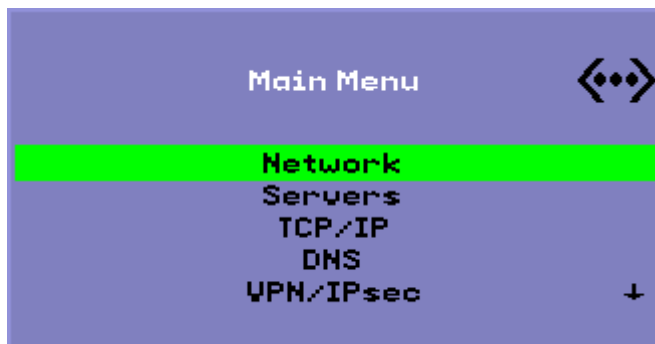 Main Menu
Network
Servers
TCP/IP
DNS
VPN/IPsec